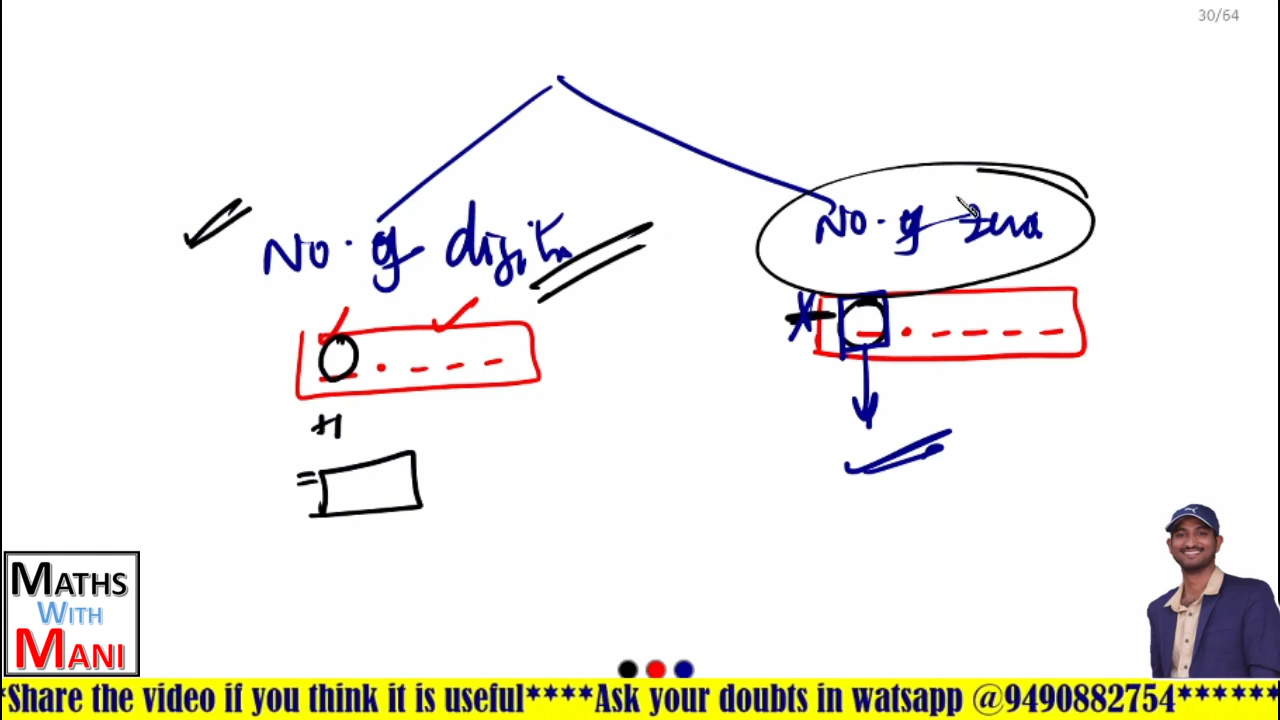 30/64
No. of digits
No. of zeros
+1
=
MATHS
WITH
MANI
*Share the video if you think it is useful****Ask your doubts in watsapp @9490882754******